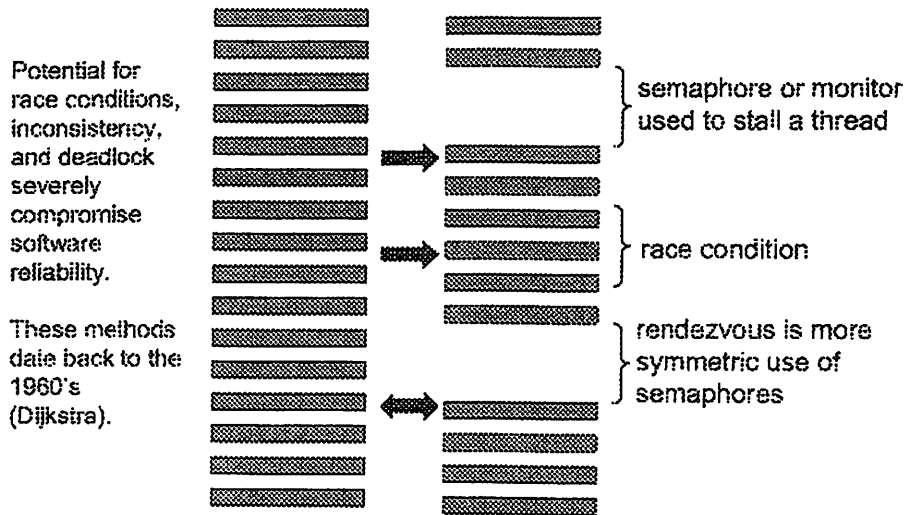 Potential for
race conditions,
inconsistency,
and deadlock
severely
compromise
software
reliability.
These methods
date back to the
1960's
(Dijkstra).
semaphore or monitor
used to stall a thread
race condition
rendezvous is more
symmetric use of
semaphores